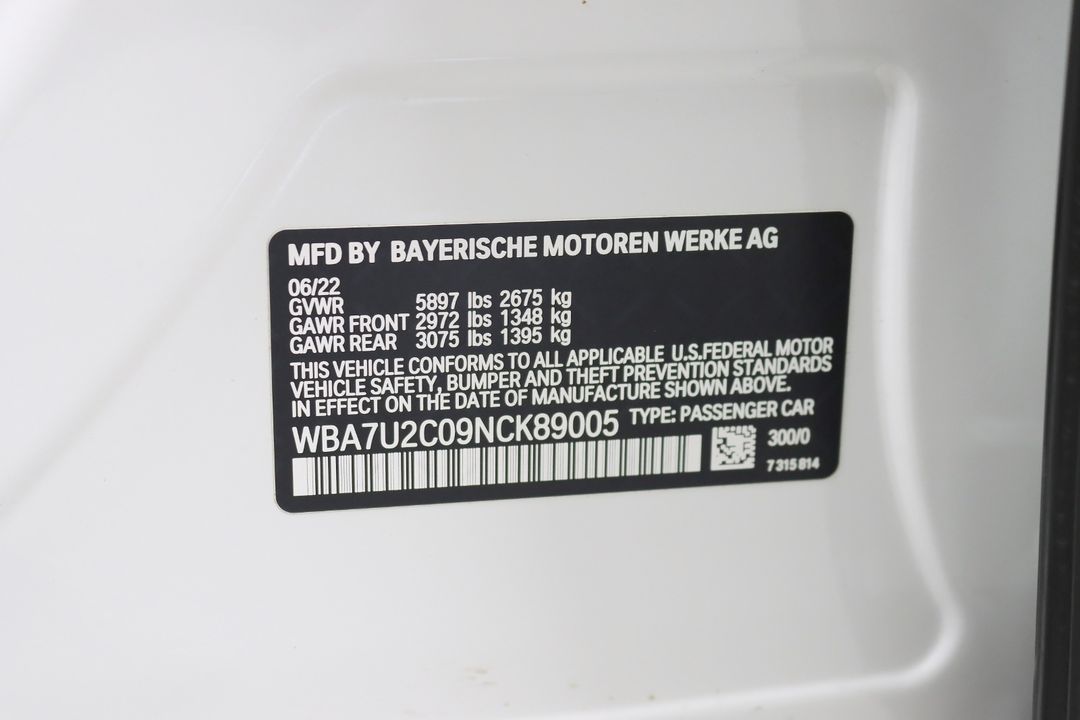 MFD BY BAYERISCHE MOTOREN WERKE AG
06/22
GVWR 5897 lbs 2675 kg
GAWR FRONT 2972 lbs 1348 kg
GAWR REAR 3075 lbs 1395 kg
THIS VEHICLE CONFORMS TO ALL APPLICABLE U.S.FEDERAL MOTOR
VEHICLE SAFETY, BUMPER AND THEFT PREVENTION STANDARDS
IN EFFECT ON THE DATE OF MANUFACTURE SHOWN ABOVE.
WBA7U2C09NCK89005 TYPE: PASSENGER CAR
300/0
7 315 814